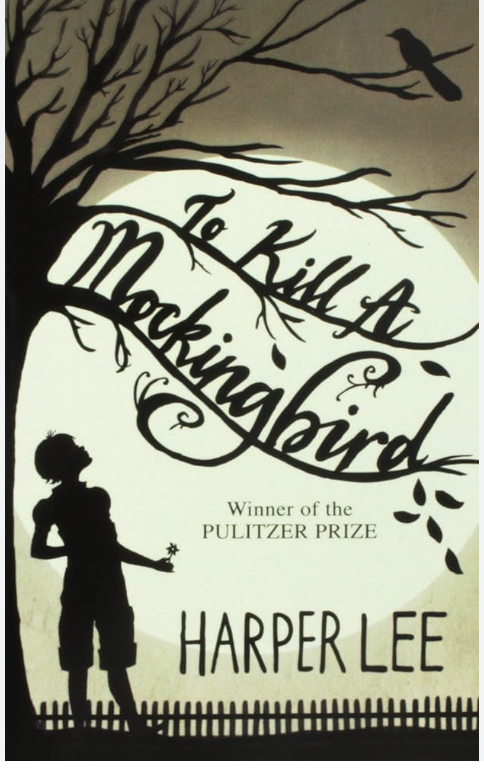 To Kill A
Mockingbird
Winner of the
PULITZER PRIZE
HARPER LEE